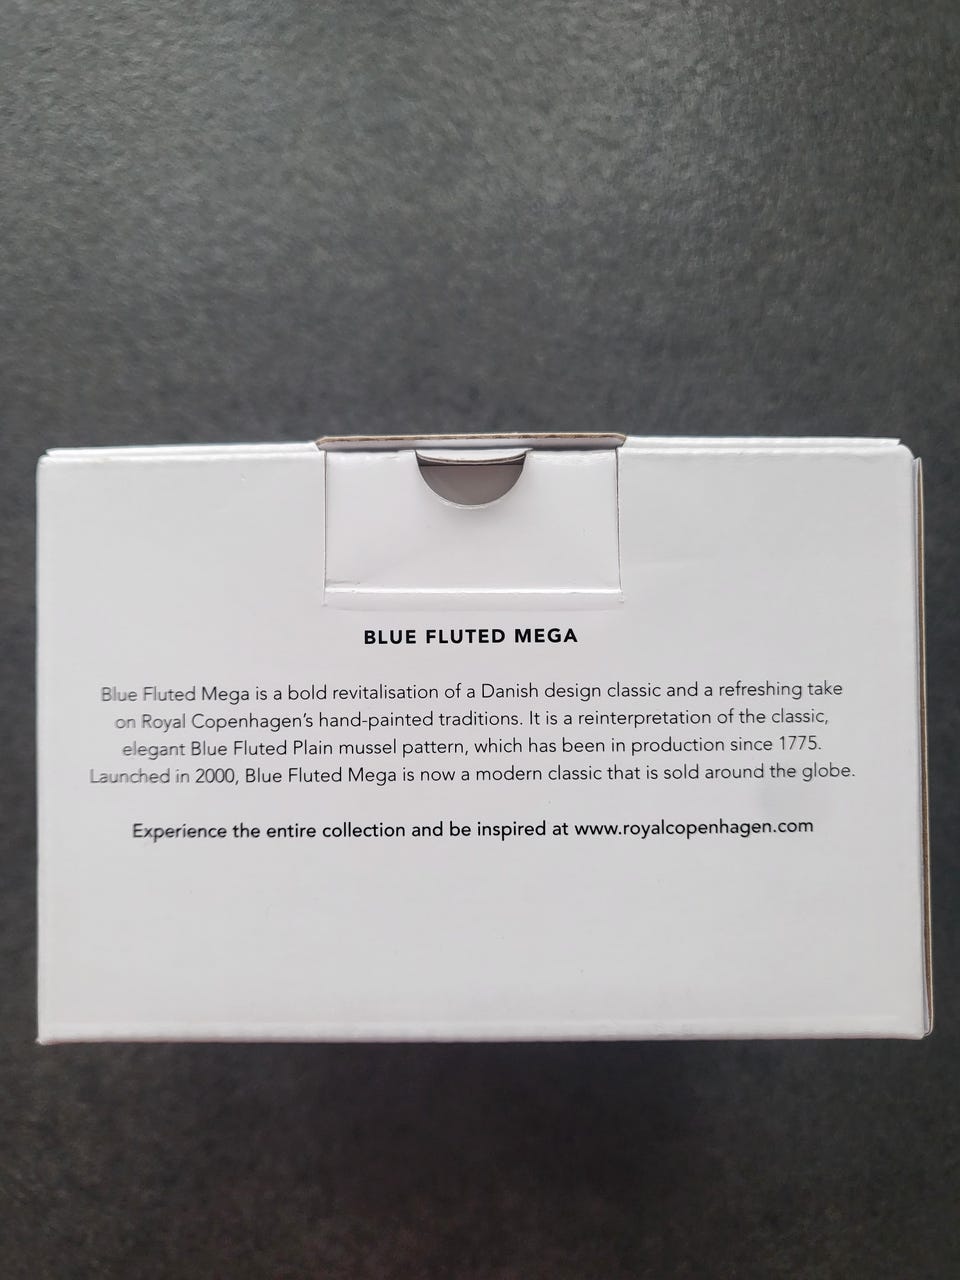 BLUE FLUTED MEGA
Blue Fluted Mega is a bold revitalisation of a Danish design classic and a refreshing take
on Royal Copenhagen's hand-painted traditions. It is a reinterpretation of the classic,
elegant Blue Fluted Plain mussel pattern, which has been in production since 1775.
Launched in 2000, Blue Fluted Mega is now a modern classic that is sold around the globe.
Experience the entire collection and be inspired at www.royalcopenhagen.com